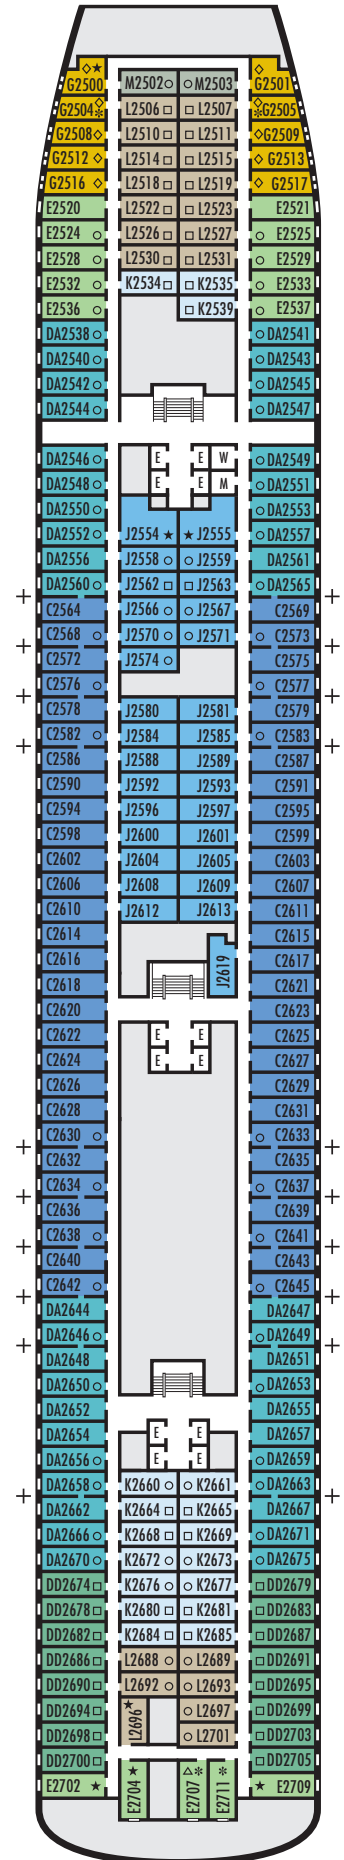 ◇★ ◇
G2500 M2502○ ○M2503 G2501
G2504◇✻ L2506□ □L2507 ◇✻G2505
G2508◇ L2510□ □L2511 ◇G2509
G2512◇ L2514□ □L2515 ◇G2513
G2516◇ L2518□ □L2519 ◇G2517
E2520 L2522□ □L2523 E2521
E2524○ L2526□ □L2527 ○E2525
E2528○ L2530□ □L2531 ○E2529
E2532○ K2534□ □K2535 ○E2533
E2536○ □K2539 ○E2537
DA2538○ ○DA2541
DA2540○ ○DA2543
DA2542○ ○DA2545
DA2544○ ○DA2547
DA2546○ E E W ○DA2549
DA2548○ E E M ○DA2551
DA2550○ ○DA2553
DA2552○ J2554★ ★J2555 ○DA2557
DA2556 J2558○ ○J2559 DA2561
DA2560○ J2562□ □J2563 ○DA2565
C2564 J2566○ ○J2567 C2569
C2568○ J2570○ ○J2571 ○C2573
C2572 J2574○ C2575
C2576○ ○C2577
C2578 J2580 J2581 C2579
C2582○ J2584 J2585 ○C2583
C2586 J2588 J2589 C2587
C2590 J2592 J2593 C2591
C2594 J2596 J2597 C2595
C2598 J2600 J2601 C2599
C2602 J2604 J2605 C2603
C2606 J2608 J2609 C2607
C2610 J2612 J2613 C2611
C2614 C2615
C2616 J2619 C2617
C2618 C2621
C2620 C2623
C2622 E E C2625
C2624 E E C2627
C2626 C2629
C2628 C2631
C2630○ ○C2633
C2632 C2635
C2634○ ○C2637
C2636 C2639
C2638○ ○C2641
C2640 C2643
C2642○ ○C2645
DA2644 DA2647
DA2646○ ○DA2649
DA2648 DA2651
DA2650○ ○DA2653
DA2652 DA2655
DA2654 E E DA2657
DA2656○ E E ○DA2659
DA2658○ K2660○ ○K2661 ○DA2663
DA2662 K2664□ □K2665 DA2667
DA2666○ K2668□ □K2669 ○DA2671
DA2670○ K2672○ ○K2673 ○DA2675
DD2674□ K2676○ ○K2677 □DD2679
DD2678□ K2680□ □K2681 □DD2683
DD2682□ K2684□ □K2685 □DD2687
DD2686□ L2688○ ○L2689 □DD2691
DD2690□ L2692○ ○L2693 □DD2695
DD2694□ L2696★ ○L2697 □DD2699
DD2698□ ○L2701 □DD2703
DD2700□ □DD2705
E2702★ E2704★ E2707△✻ E2711✻ ★E2709